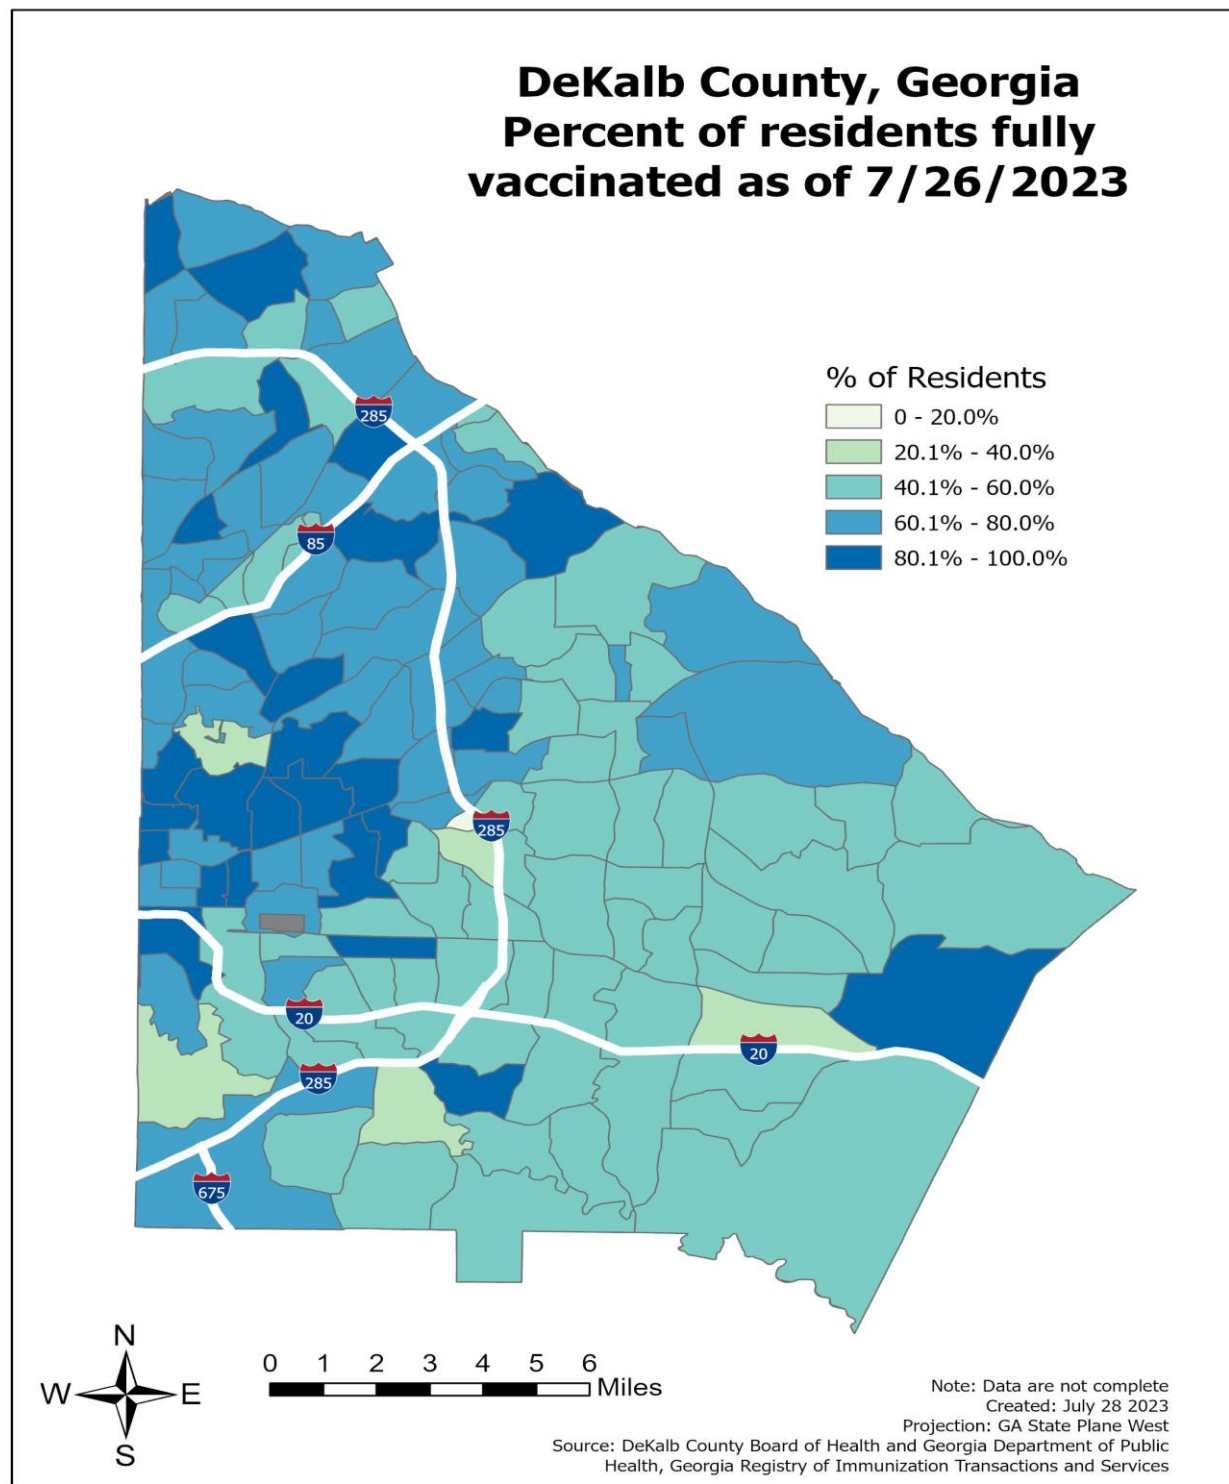 DeKalb County, Georgia
Percent of residents fully
vaccinated as of 7/26/2023
% of Residents
0 - 20.0%
20.1% - 40.0%
40.1% - 60.0%
60.1% - 80.0%
80.1% - 100.0%
285
85
285
20
20
285
675
N
W E
S
0 1 2 3 4 5 6
Miles
Note: Data are not complete
Created: July 28 2023
Projection: GA State Plane West
Source: DeKalb County Board of Health and Georgia Department of Public
Health, Georgia Registry of Immunization Transactions and Services